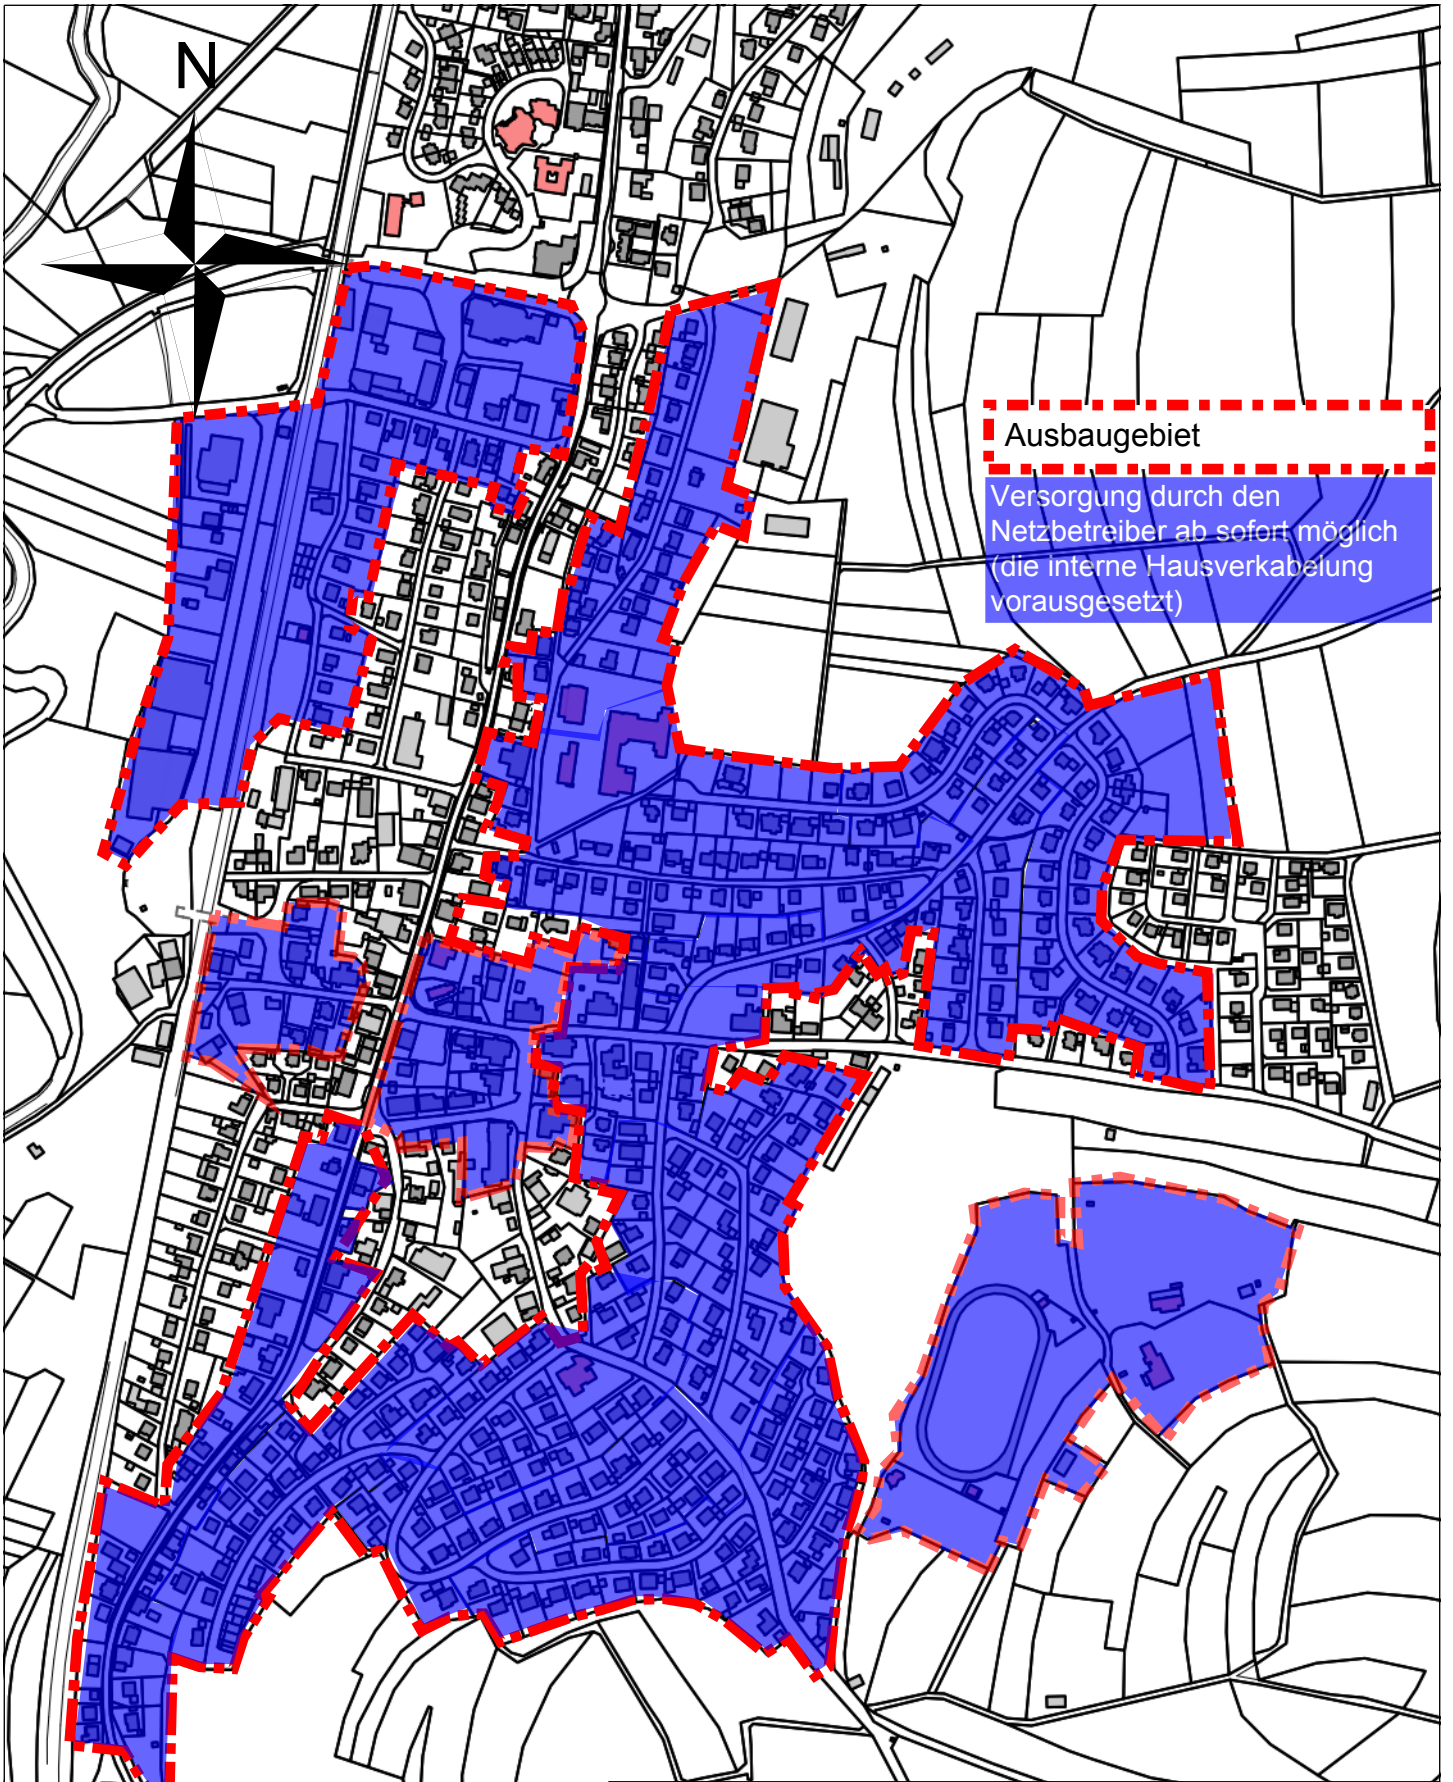 N
Ausbaugebiet
Versorgung durch den
Netzbetreiber ab sofort möglich
(die interne Hausverkabelung
vorausgesetzt)